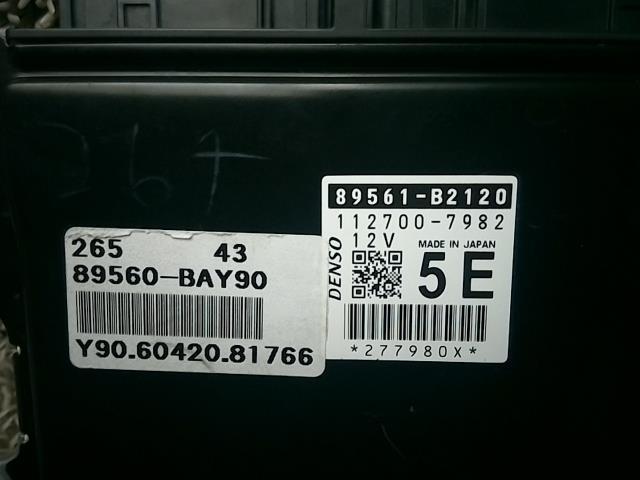 265 43
89560-BAY90
Y90.60420.81766
89561-B2120
112700-7982
DENSO
12V MADE IN JAPAN
5E
*277980X*